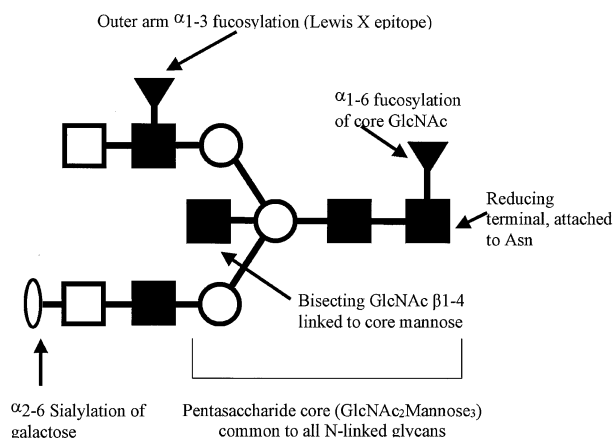 Outer arm α1-3 fucosylation (Lewis X epitope)
α1-6 fucosylation
of core GlcNAc
Reducing
terminal, attached
to Asn
Bisecting GlcNAc β1-4
linked to core mannose
α2-6 Sialylation of
galactose
Pentasaccharide core (GlcNAc₂Mannose₃)
common to all N-linked glycans